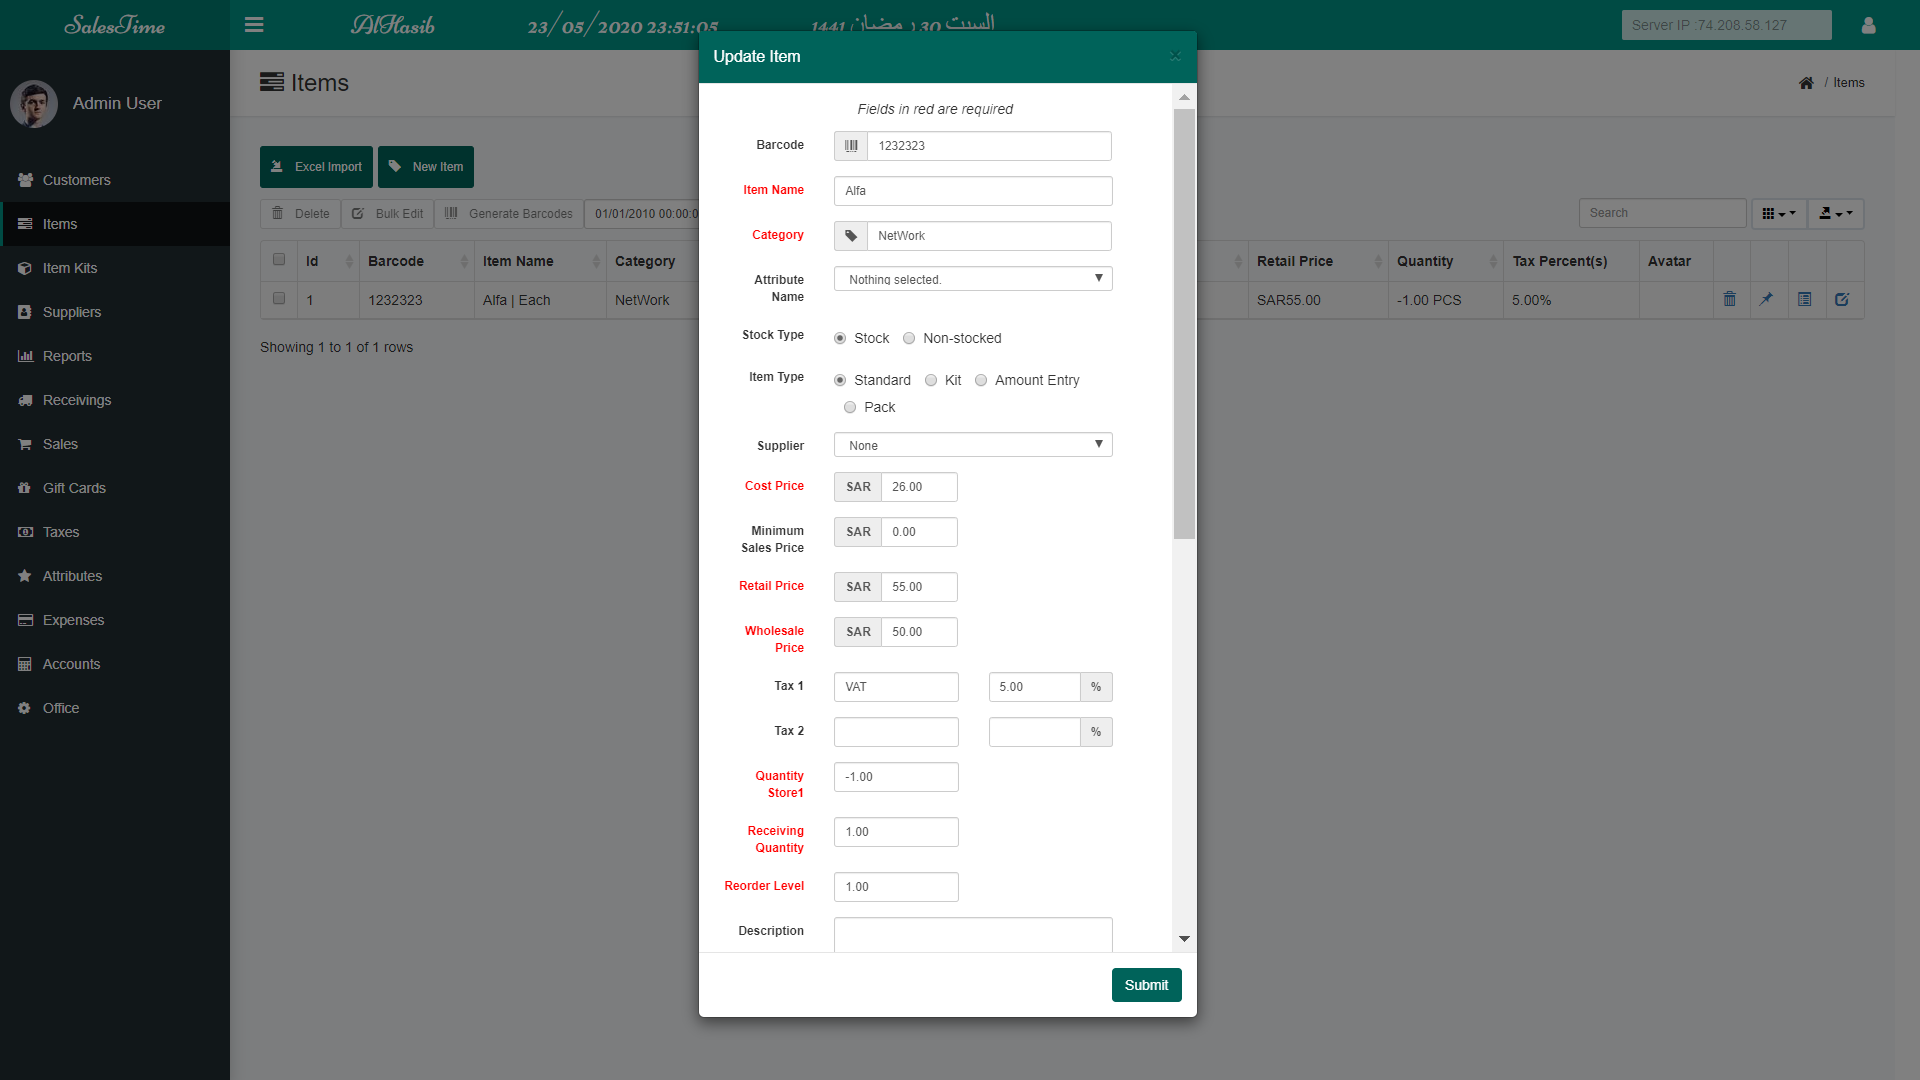 SalesTime
AlHasib
23/05/2020 23:51:05
السبت 30 رمضان 1441
Server IP :74.208.58.127
Admin User
Customers
Items
Item Kits
Suppliers
Reports
Receivings
Sales
Gift Cards
Taxes
Attributes
Expenses
Accounts
Office
Items
/ Items
Excel Import
New Item
Delete
Bulk Edit
Generate Barcodes
01/01/2010 00:00:0
Search
Id
Barcode
Item Name
Category
Retail Price
Quantity
Tax Percent(s)
Avatar
1
1232323
Alfa | Each
NetWork
SAR55.00
-1.00 PCS
5.00%
Showing 1 to 1 of 1 rows
Update Item
×
Fields in red are required
Barcode
1232323
Item Name
Alfa
Category
NetWork
Attribute
Name
Nothing selected.
Stock Type
Stock
Non-stocked
Item Type
Standard
Kit
Amount Entry
Pack
Supplier
None
Cost Price
SAR
26.00
Minimum
Sales Price
SAR
0.00
Retail Price
SAR
55.00
Wholesale
Price
SAR
50.00
Tax 1
VAT
5.00
%
Tax 2
%
Quantity
Store1
-1.00
Receiving
Quantity
1.00
Reorder Level
1.00
Description
Submit